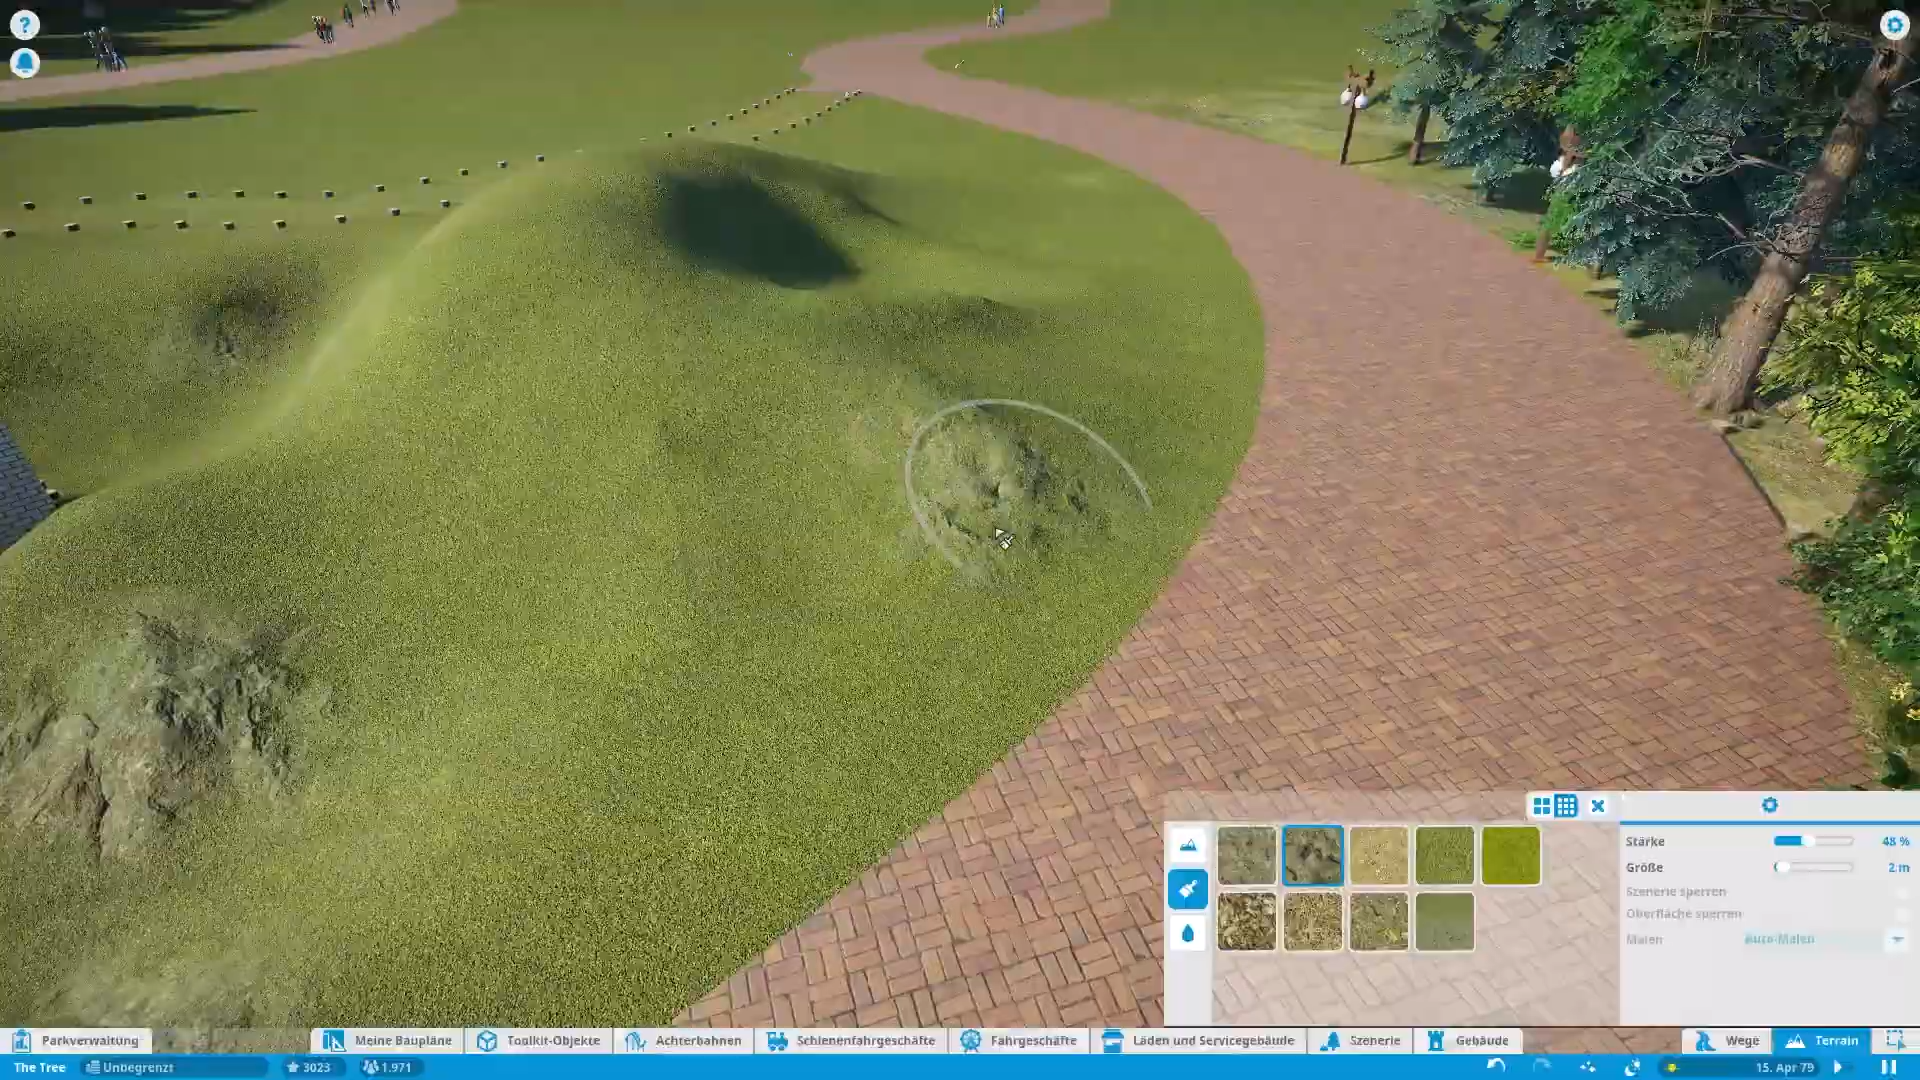 ?
Stärke 48 %
Größe 2 m
Szenerie sperren
Oberfläche sperren
Malen Auto-Malen
Parkverwaltung Meine Baupläne Toolkit-Objekte Achterbahnen Schienenfahrgeschäfte Fahrgeschäfte Läden und Servicegebäude Szenerie Gebäude Wege Terrain
The Tree Unbegrenzt 3023 1.971 15. Apr 79